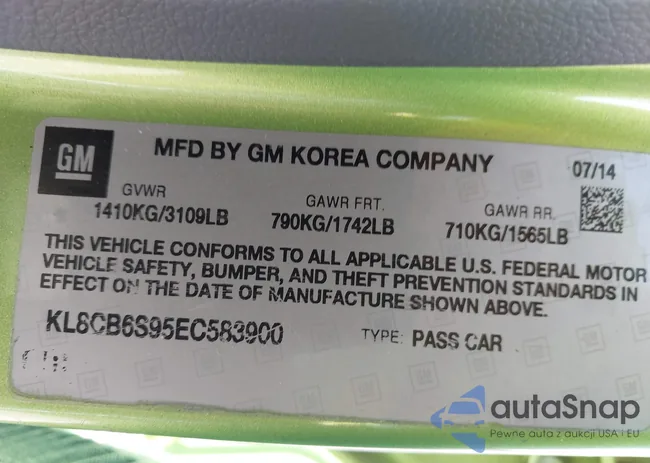 GM
MFD BY GM KOREA COMPANY
07/14
GVWR
1410KG/3109LB
GAWR FRT.
790KG/1742LB
GAWR RR.
710KG/1565LB
THIS VEHICLE CONFORMS TO ALL APPLICABLE U.S. FEDERAL MOTOR
VEHICLE SAFETY, BUMPER, AND THEFT PREVENTION STANDARDS IN
EFFECT ON THE DATE OF MANUFACTURE SHOWN ABOVE.
KL8CB6S95EC583900
TYPE: PASS CAR
autaSnap
Pewne auta z aukcji USA i EU